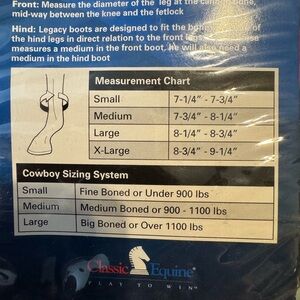 Front: Measure the diameter of the leg at the cannon bone,
mid-way between the knee and the fetlock
Hind: Legacy boots are designed to fit the
the hind legs in direct relation to the front legs.
measures a medium in the front boot, he will also need a
medium in the hind boot
Measurement Chart
Small 7-1/4" - 7-3/4"
Medium 7-3/4" - 8-1/4"
Large 8-1/4" - 8-3/4"
X-Large 8-3/4" - 9-1/4"
Cowboy Sizing System
Small Fine Boned or Under 900 lbs
Medium Medium Boned or 900 - 1100 lbs
Large Big Boned or Over 1100 lbs
Classic Equine
PLAY TO WIN